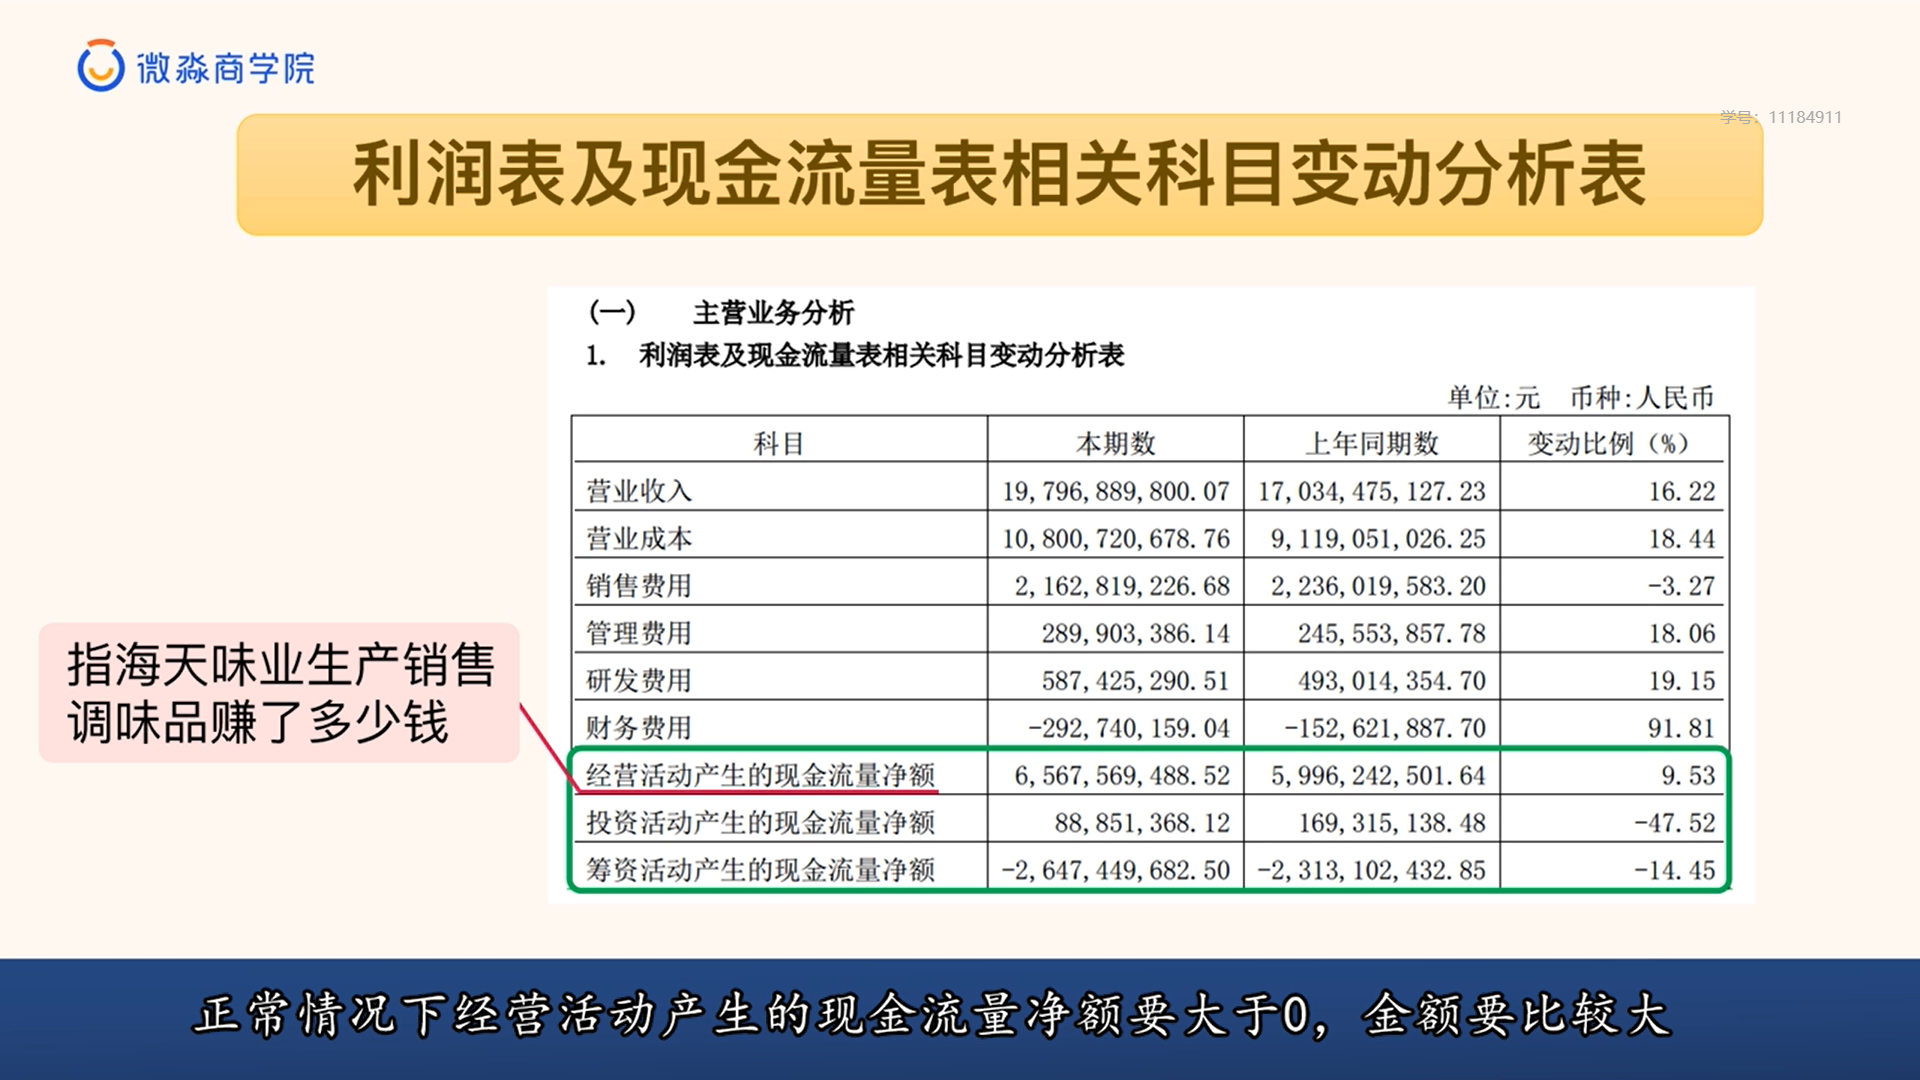 微淼商学院
学号：11184911
利润表及现金流量表相关科目变动分析表
(一) 主营业务分析
1. 利润表及现金流量表相关科目变动分析表
单位:元 币种:人民币
科目 本期数 上年同期数 变动比例（%）
营业收入 19,796,889,800.07 17,034,475,127.23 16.22
营业成本 10,800,720,678.76 9,119,051,026.25 18.44
销售费用 2,162,819,226.68 2,236,019,583.20 -3.27
管理费用 289,903,386.14 245,553,857.78 18.06
研发费用 587,425,290.51 493,014,354.70 19.15
财务费用 -292,740,159.04 -152,621,887.70 91.81
经营活动产生的现金流量净额 6,567,569,488.52 5,996,242,501.64 9.53
投资活动产生的现金流量净额 88,851,368.12 169,315,138.48 -47.52
筹资活动产生的现金流量净额 -2,647,449,682.50 -2,313,102,432.85 -14.45
指海天味业生产销售
调味品赚了多少钱
正常情况下经营活动产生的现金流量净额要大于0，金额要比较大